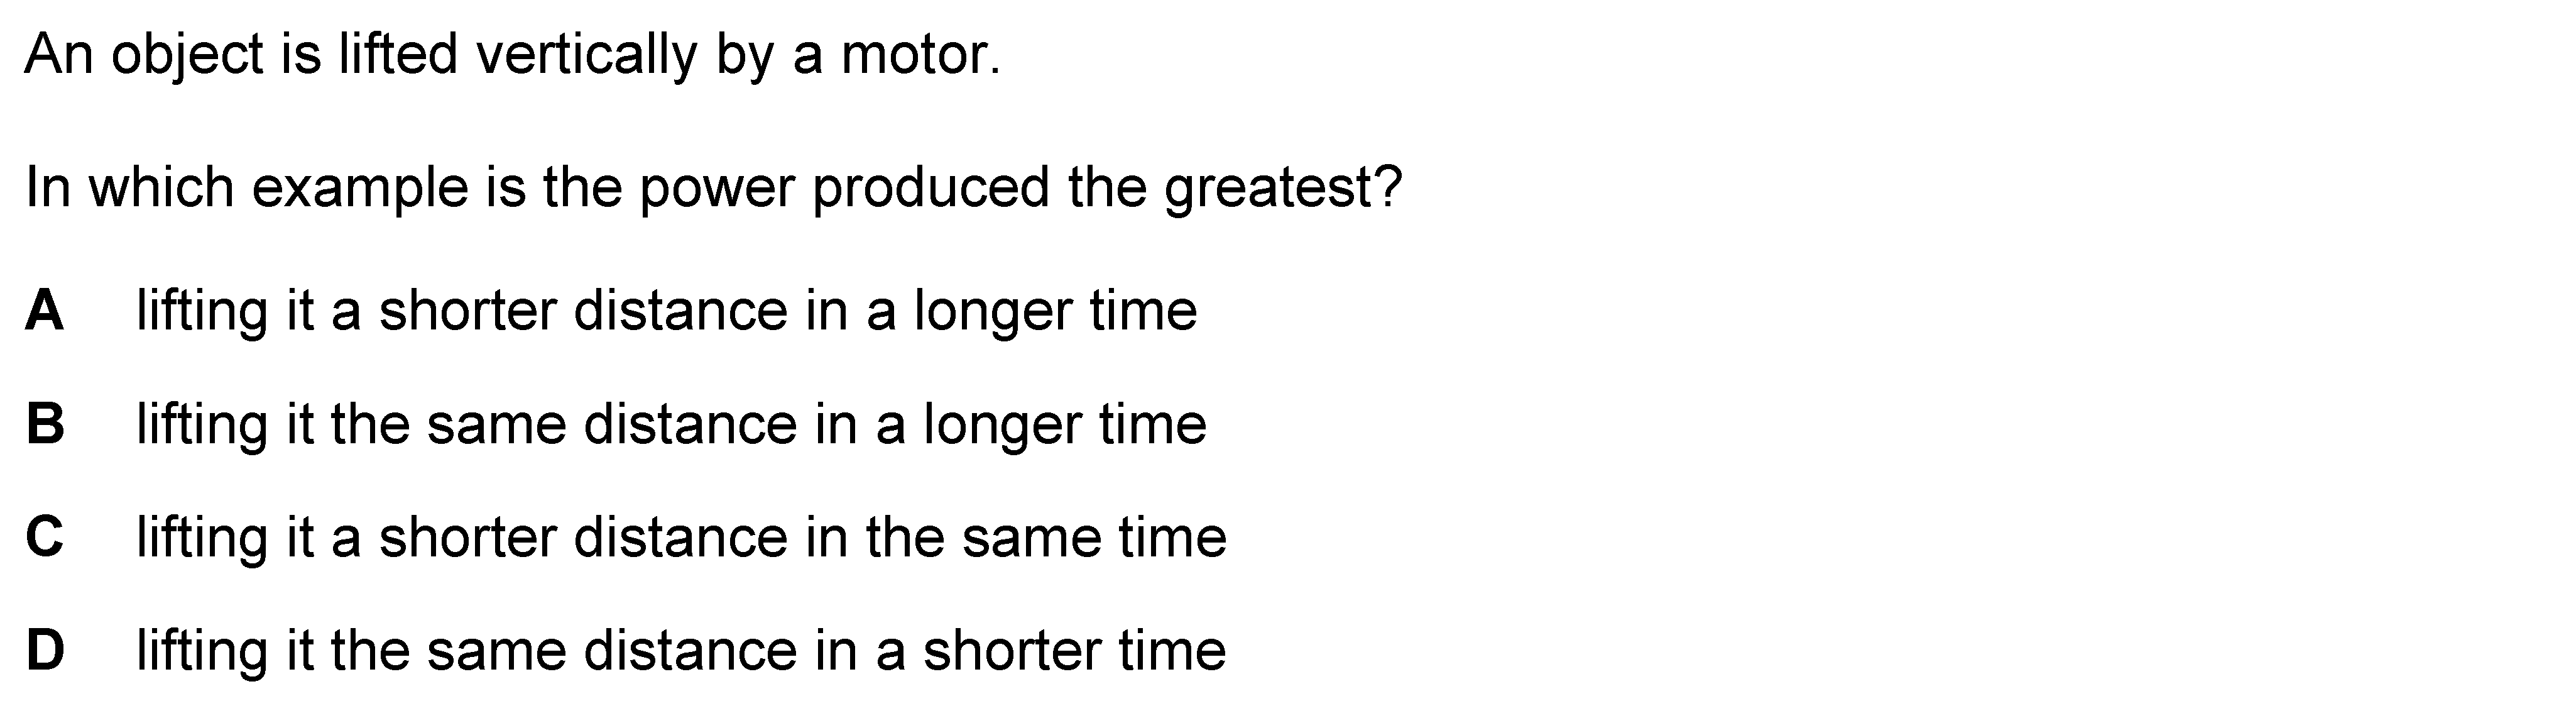 An object is lifted vertically by a motor.
In which example is the power produced the greatest?
A lifting it a shorter distance in a longer time
B lifting it the same distance in a longer time
C lifting it a shorter distance in the same time
D lifting it the same distance in a shorter time